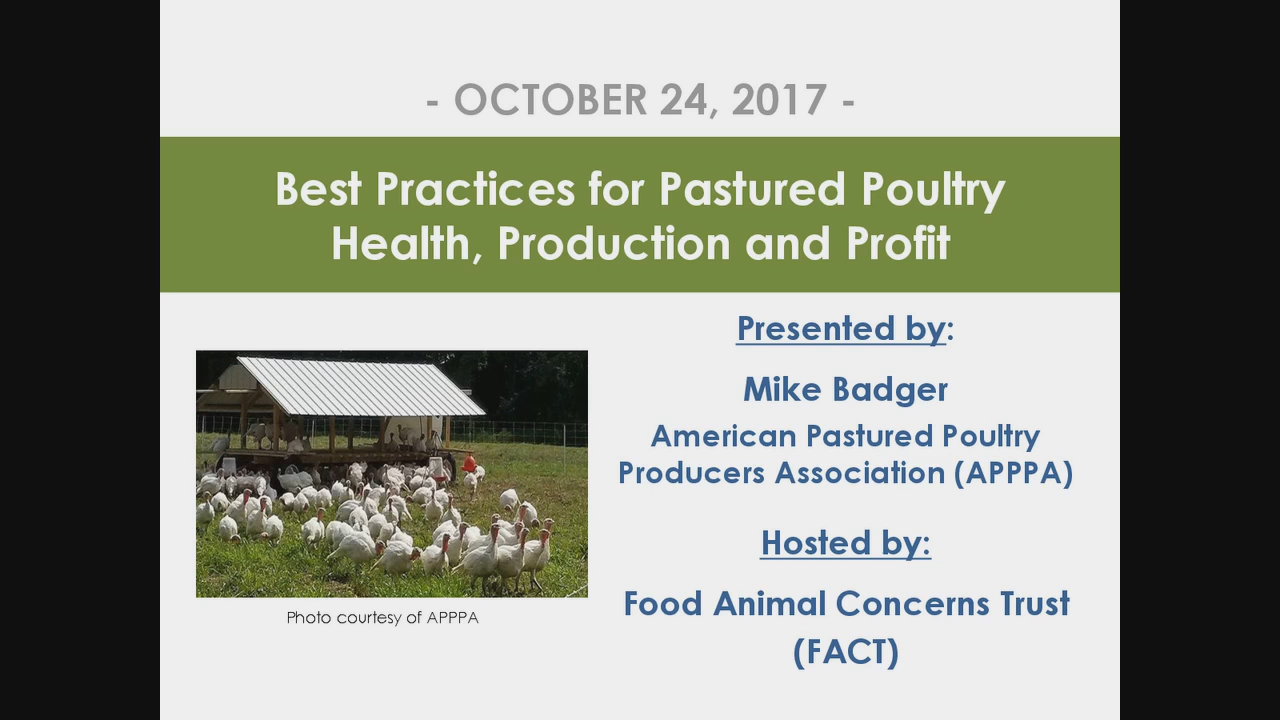 - OCTOBER 24, 2017 -
Best Practices for Pastured Poultry
Health, Production and Profit
Presented by:
Mike Badger
American Pastured Poultry
Producers Association (APPPA)
Hosted by:
Food Animal Concerns Trust
(FACT)
Photo courtesy of APPPA